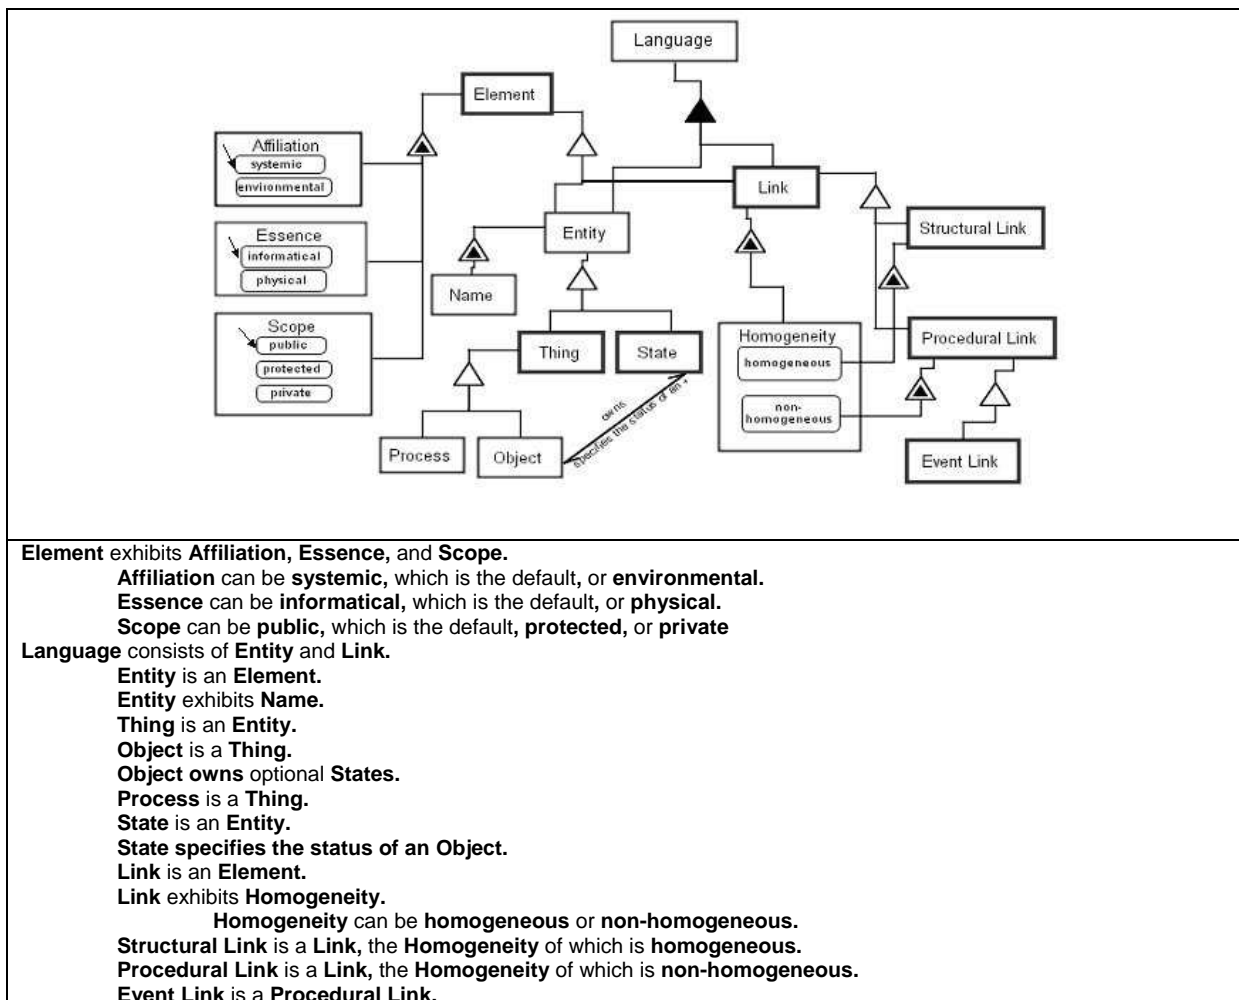 Language
Element
Affiliation
systemic
environmental
Link
Essence
informatical
physical
Entity
Structural Link
Name
Scope
public
protected
private
Thing
State
Homogeneity
homogeneous
non-
homogeneous
Procedural Link
owns
specifies the status of an
Process
Object
Event Link
Element exhibits Affiliation, Essence, and Scope.
Affiliation can be systemic, which is the default, or environmental.
Essence can be informatical, which is the default, or physical.
Scope can be public, which is the default, protected, or private
Language consists of Entity and Link.
Entity is an Element.
Entity exhibits Name.
Thing is an Entity.
Object is a Thing.
Object owns optional States.
Process is a Thing.
State is an Entity.
State specifies the status of an Object.
Link is an Element.
Link exhibits Homogeneity.
Homogeneity can be homogeneous or non-homogeneous.
Structural Link is a Link, the Homogeneity of which is homogeneous.
Procedural Link is a Link, the Homogeneity of which is non-homogeneous.
Event Link is a Procedural Link.